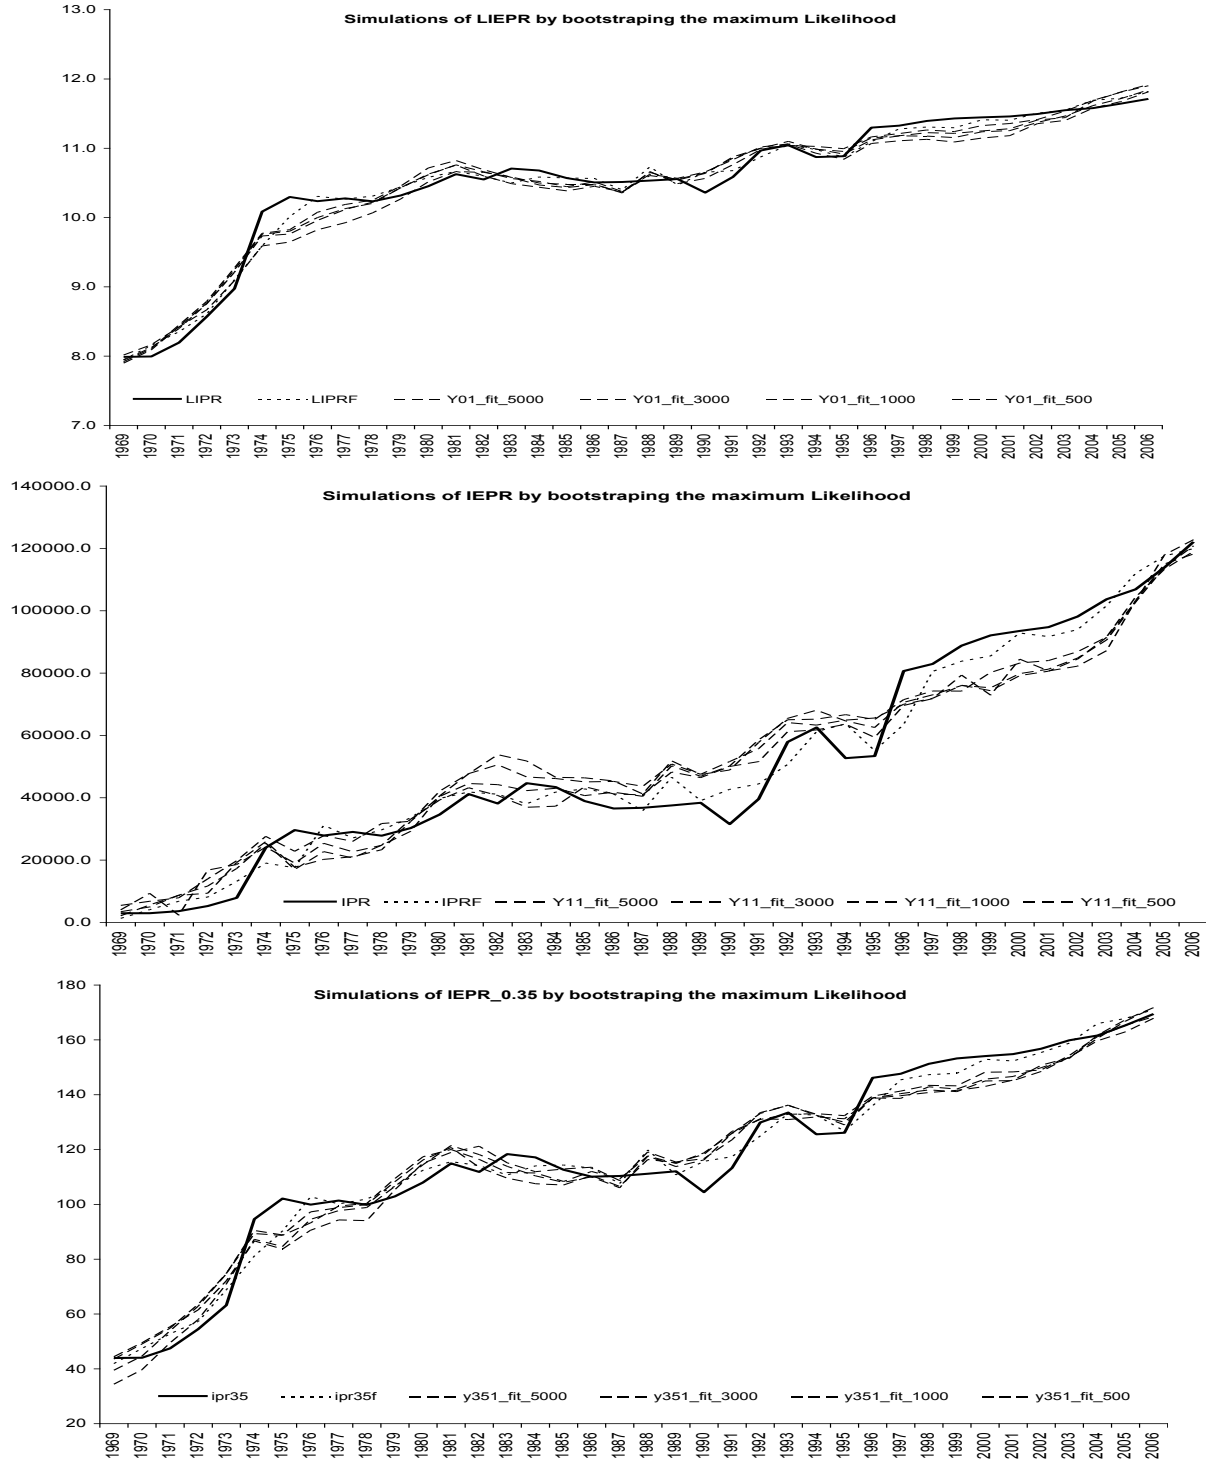 Simulations of LIEPR by bootstraping the maximum Likelihood
13.0
12.0
11.0
10.0
9.0
8.0
7.0
LIPR LIPRF Y01_fit_5000 Y01_fit_3000 Y01_fit_1000 Y01_fit_500
1969 1970 1971 1972 1973 1974 1975 1976 1977 1978 1979 1980 1981 1982 1983 1984 1985 1986 1987 1988 1989 1990 1991 1992 1993 1994 1995 1996 1997 1998 1999 2000 2001 2002 2003 2004 2005 2006
Simulations of IEPR by bootstraping the maximum Likelihood
140000.0
120000.0
100000.0
80000.0
60000.0
40000.0
20000.0
0.0
IPR IPRF Y11_fit_5000 Y11_fit_3000 Y11_fit_1000 Y11_fit_500
1969 1970 1971 1972 1973 1974 1975 1976 1977 1978 1979 1980 1981 1982 1983 1984 1985 1986 1987 1988 1989 1990 1991 1992 1993 1994 1995 1996 1997 1998 1999 2000 2001 2002 2003 2004 2005 2006
Simulations of IEPR_0.35 by bootstraping the maximum Likelihood
180
160
140
120
100
80
60
40
20
ipr35 ipr35f y351_fit_5000 y351_fit_3000 y351_fit_1000 y351_fit_500
1969 1970 1971 1972 1973 1974 1975 1976 1977 1978 1979 1980 1981 1982 1983 1984 1985 1986 1987 1988 1989 1990 1991 1992 1993 1994 1995 1996 1997 1998 1999 2000 2001 2002 2003 2004 2005 2006